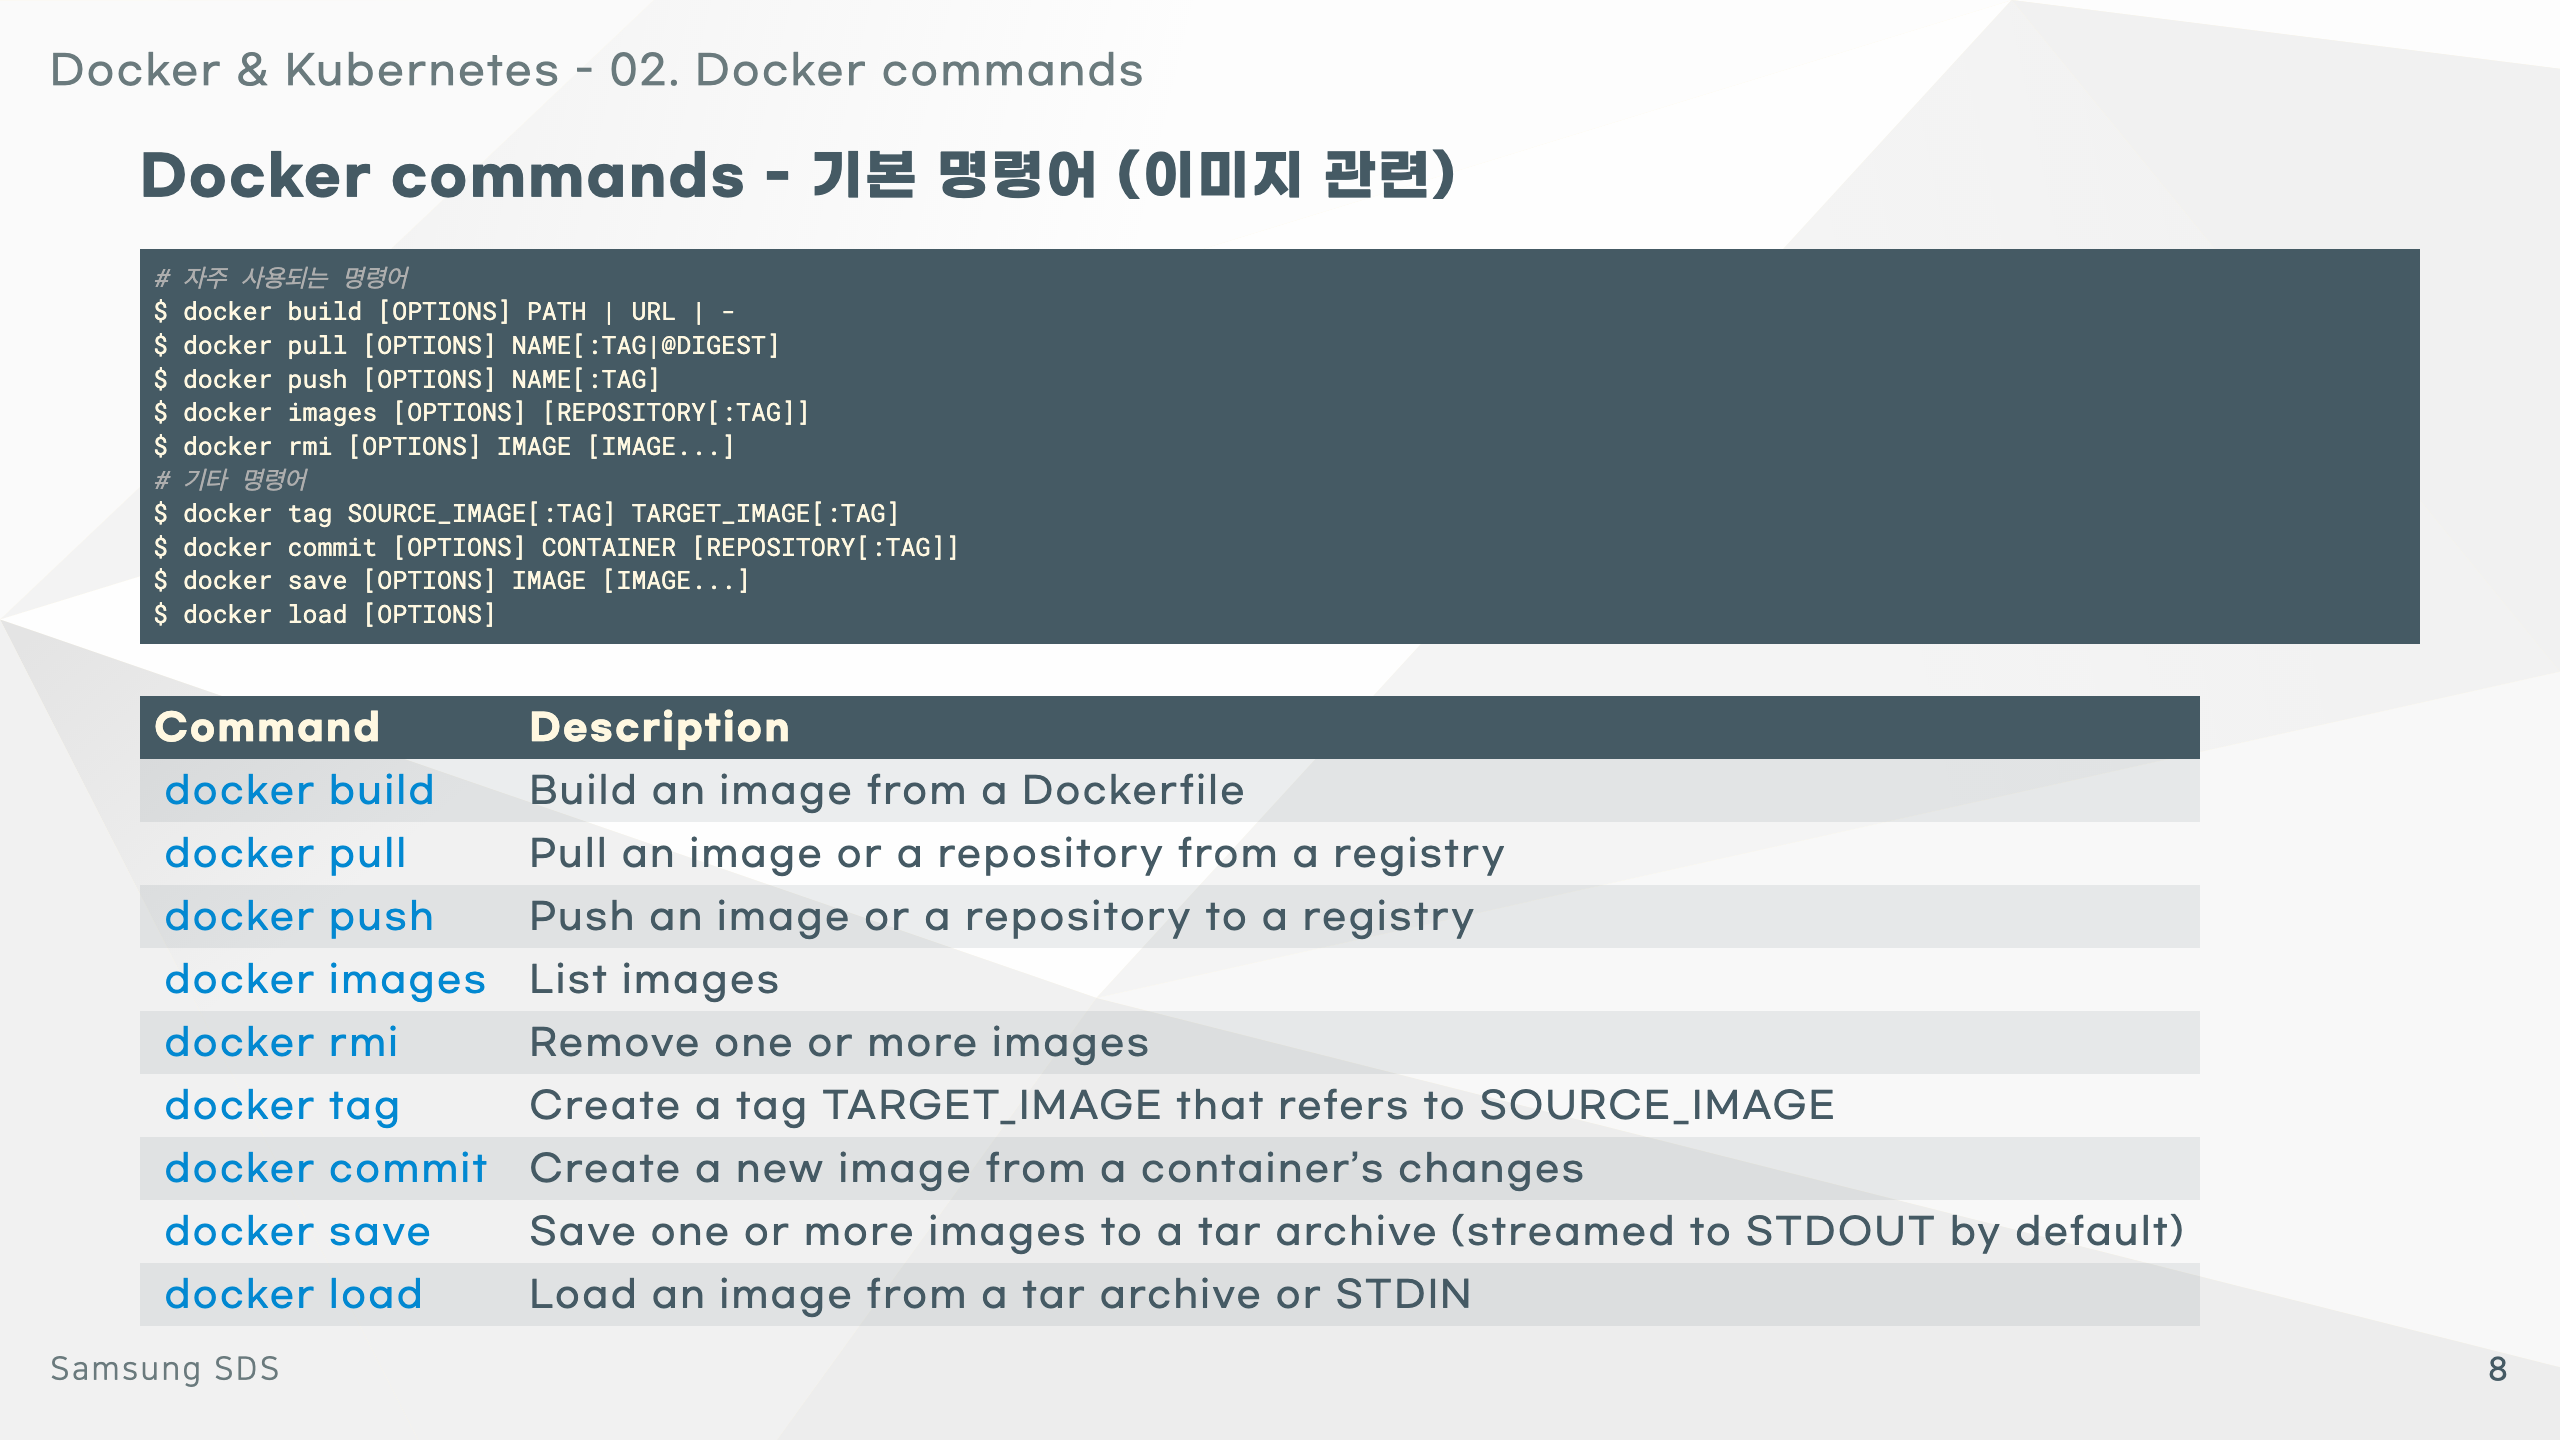 Docker & Kubernetes - 02. Docker commands
Docker commands - 기본 명령어 (이미지 관련)
# 자주 사용되는 명령어
$ docker build [OPTIONS] PATH | URL | -
$ docker pull [OPTIONS] NAME[:TAG|@DIGEST]
$ docker push [OPTIONS] NAME[:TAG]
$ docker images [OPTIONS] [REPOSITORY[:TAG]]
$ docker rmi [OPTIONS] IMAGE [IMAGE...]
# 기타 명령어
$ docker tag SOURCE_IMAGE[:TAG] TARGET_IMAGE[:TAG]
$ docker commit [OPTIONS] CONTAINER [REPOSITORY[:TAG]]
$ docker save [OPTIONS] IMAGE [IMAGE...]
$ docker load [OPTIONS]
Command Description
docker build Build an image from a Dockerfile
docker pull Pull an image or a repository from a registry
docker push Push an image or a repository to a registry
docker images List images
docker rmi Remove one or more images
docker tag Create a tag TARGET_IMAGE that refers to SOURCE_IMAGE
docker commit Create a new image from a container’s changes
docker save Save one or more images to a tar archive (streamed to STDOUT by default)
docker load Load an image from a tar archive or STDIN
Samsung SDS
8